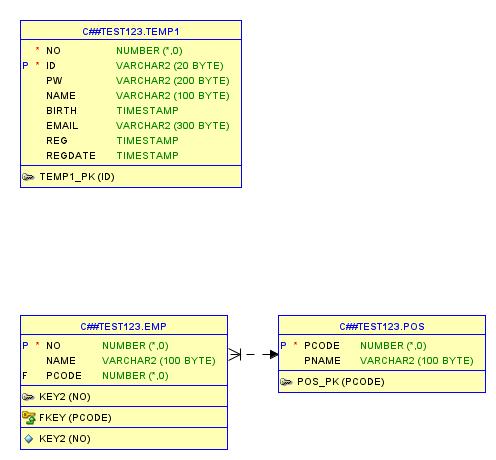 C##TEST123.TEMP1
* NO NUMBER (*,0)
P * ID VARCHAR2 (20 BYTE)
PW VARCHAR2 (200 BYTE)
NAME VARCHAR2 (100 BYTE)
BIRTH TIMESTAMP
EMAIL VARCHAR2 (300 BYTE)
REG TIMESTAMP
REGDATE TIMESTAMP
TEMP1_PK (ID)
C##TEST123.EMP
P * NO NUMBER (*,0)
NAME VARCHAR2 (100 BYTE)
F PCODE NUMBER (*,0)
KEY2 (NO)
FKEY (PCODE)
KEY2 (NO)
C##TEST123.POS
P * PCODE NUMBER (*,0)
PNAME VARCHAR2 (100 BYTE)
POS_PK (PCODE)